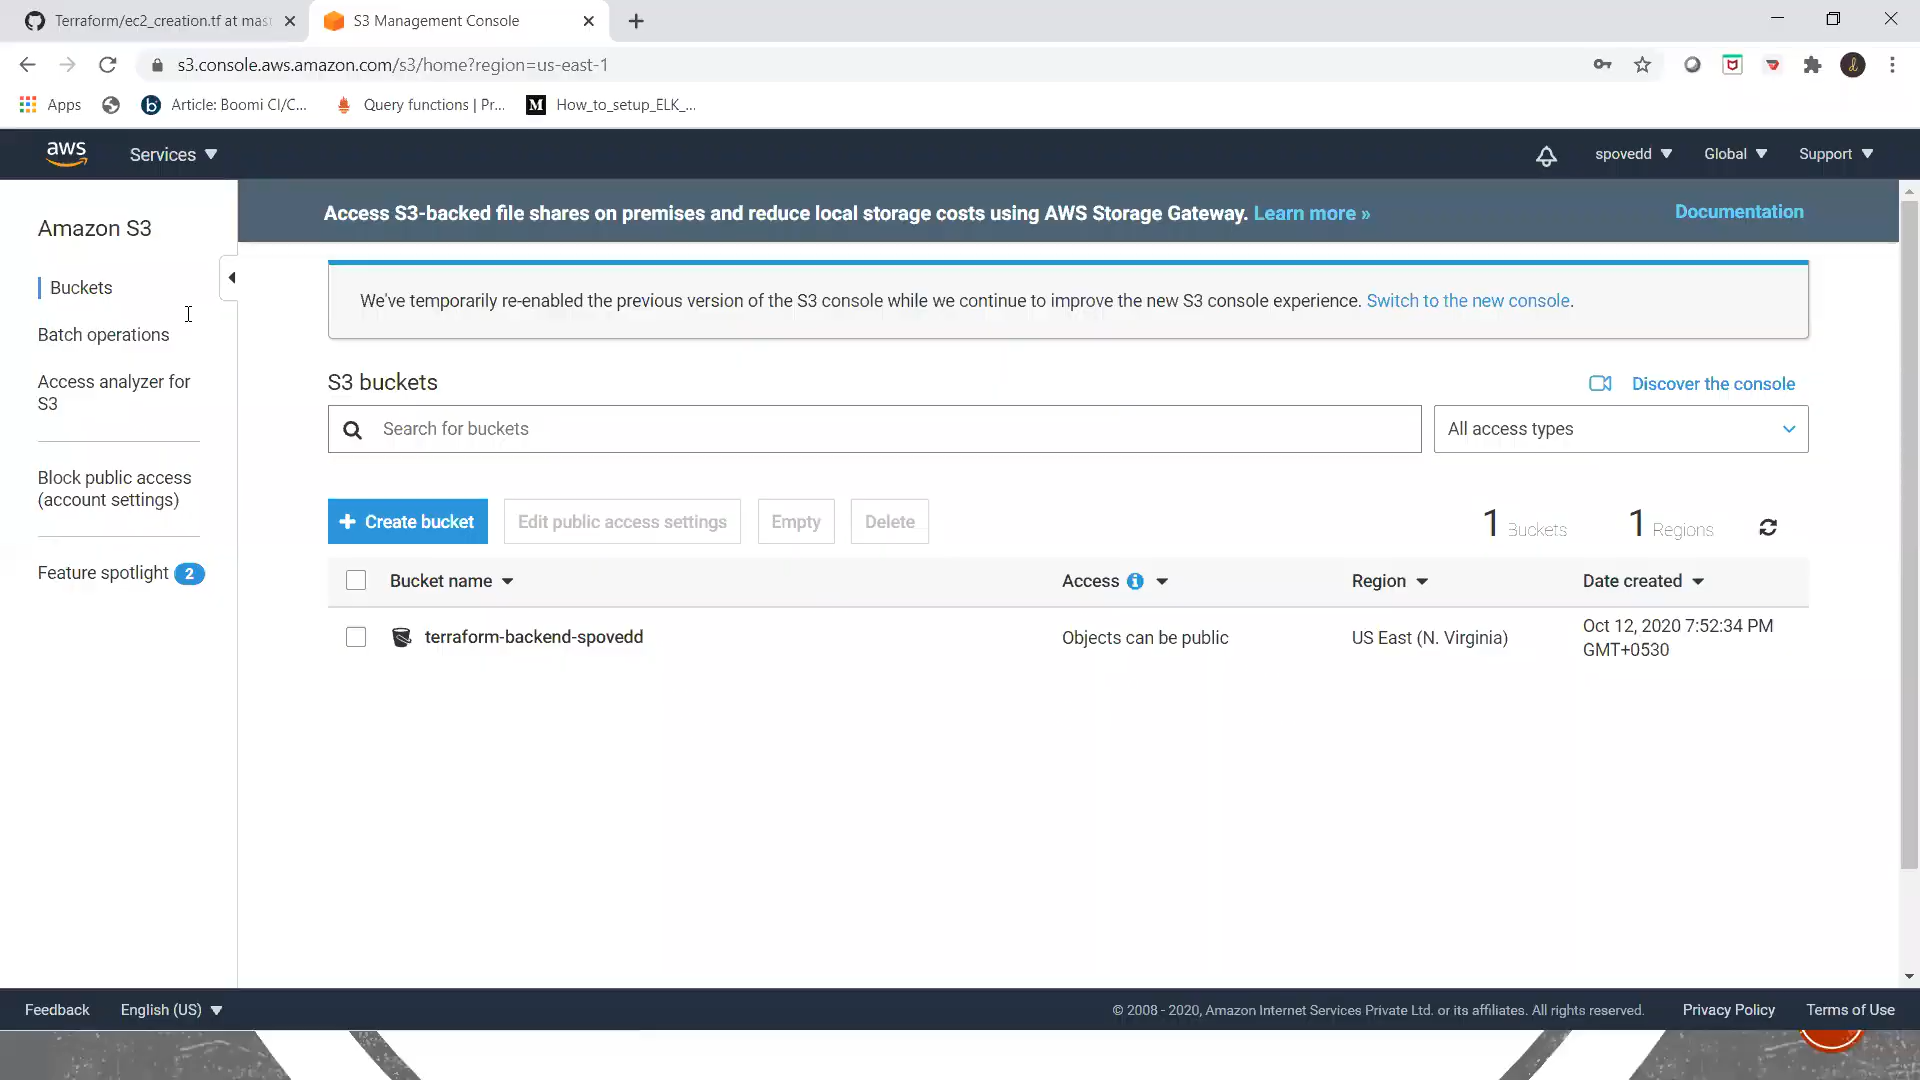 Terraform/ec2_creation.tf at mast
S3 Management Console
s3.console.aws.amazon.com/s3/home?region=us-east-1
Apps
Article: Boomi CI/C...
Query functions | Pr...
M How_to_setup_ELK_...
aws
Services
spovedd
Global
Support
Access S3-backed file shares on premises and reduce local storage costs using AWS Storage Gateway. Learn more »
Documentation
Amazon S3
Buckets
Batch operations
Access analyzer for
S3
Block public access
(account settings)
Feature spotlight 2
We've temporarily re-enabled the previous version of the S3 console while we continue to improve the new S3 console experience. Switch to the new console.
S3 buckets
Discover the console
Search for buckets
All access types
+ Create bucket
Edit public access settings
Empty
Delete
1 Buckets
1 Regions
Bucket name
Access
Region
Date created
terraform-backend-spovedd
Objects can be public
US East (N. Virginia)
Oct 12, 2020 7:52:34 PM
GMT+0530
Feedback
English (US)
© 2008 - 2020, Amazon Internet Services Private Ltd. or its affiliates. All rights reserved.
Privacy Policy
Terms of Use